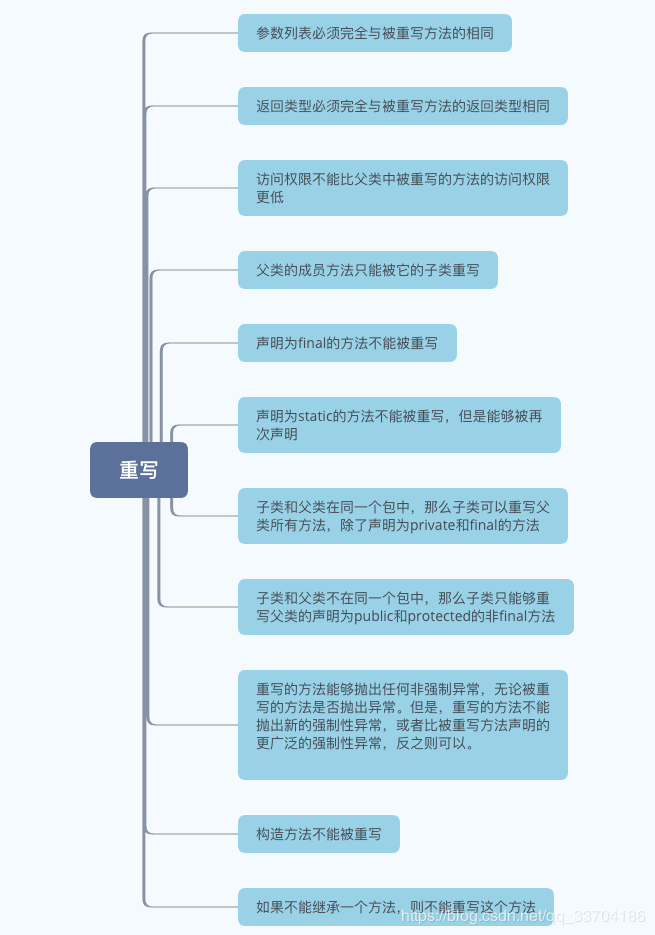 参数列表必须完全与被重写方法的相同
返回类型必须完全与被重写方法的返回类型相同
访问权限不能比父类中被重写的方法的访问权限
更低
父类的成员方法只能被它的子类重写
声明为final的方法不能被重写
声明为static的方法不能被重写，但是能够被再
次声明
重写
子类和父类在同一个包中，那么子类可以重写父
类所有方法，除了声明为private和final的方法
子类和父类不在同一个包中，那么子类只能够重
写父类的声明为public和protected的非final方法
重写的方法能够抛出任何非强制异常，无论被重
写的方法是否抛出异常。但是，重写的方法不能
抛出新的强制性异常，或者比被重写方法声明的
更广泛的强制性异常，反之则可以。
构造方法不能被重写
如果不能继承一个方法，则不能重写这个方法
https://blog.csdn.net/qq_33704186